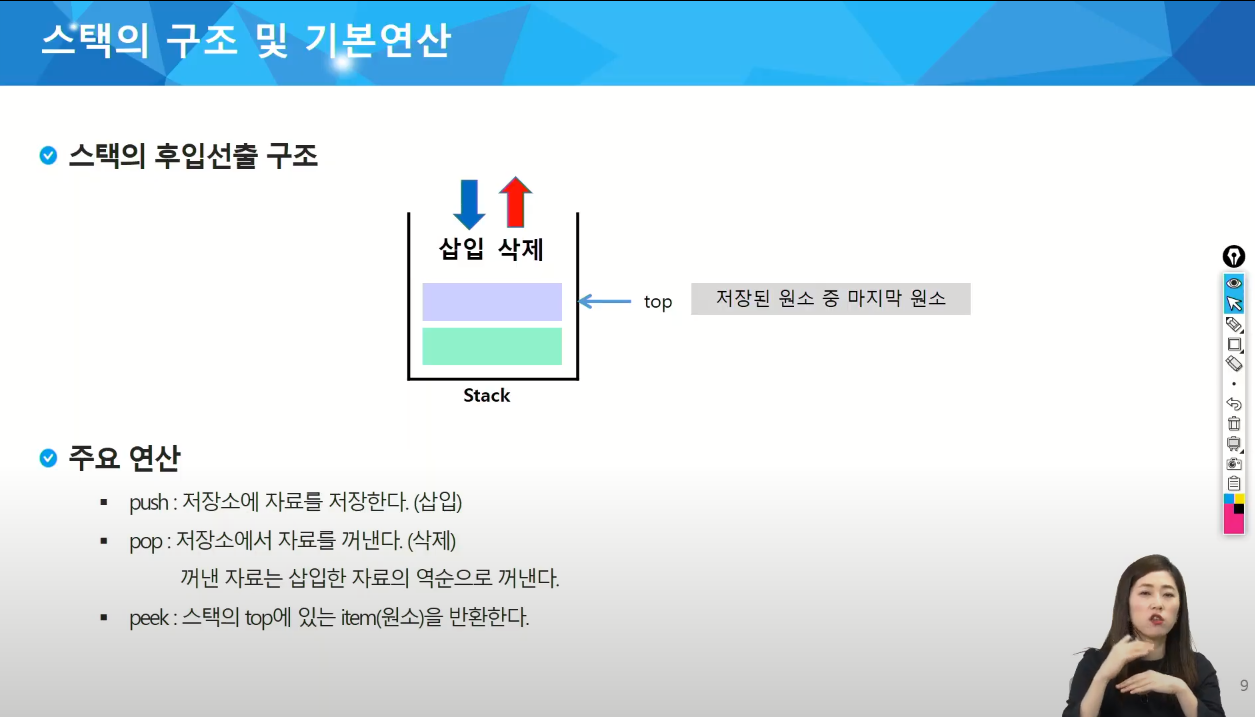 스택의 구조 및 기본연산
스택의 후입선출 구조
삽입 삭제
top
저장된 원소 중 마지막 원소
Stack
주요 연산
push : 저장소에 자료를 저장한다. (삽입)
pop : 저장소에서 자료를 꺼낸다. (삭제)
꺼낸 자료는 삽입한 자료의 역순으로 꺼낸다.
peek : 스택의 top에 있는 item(원소)을 반환한다.
9